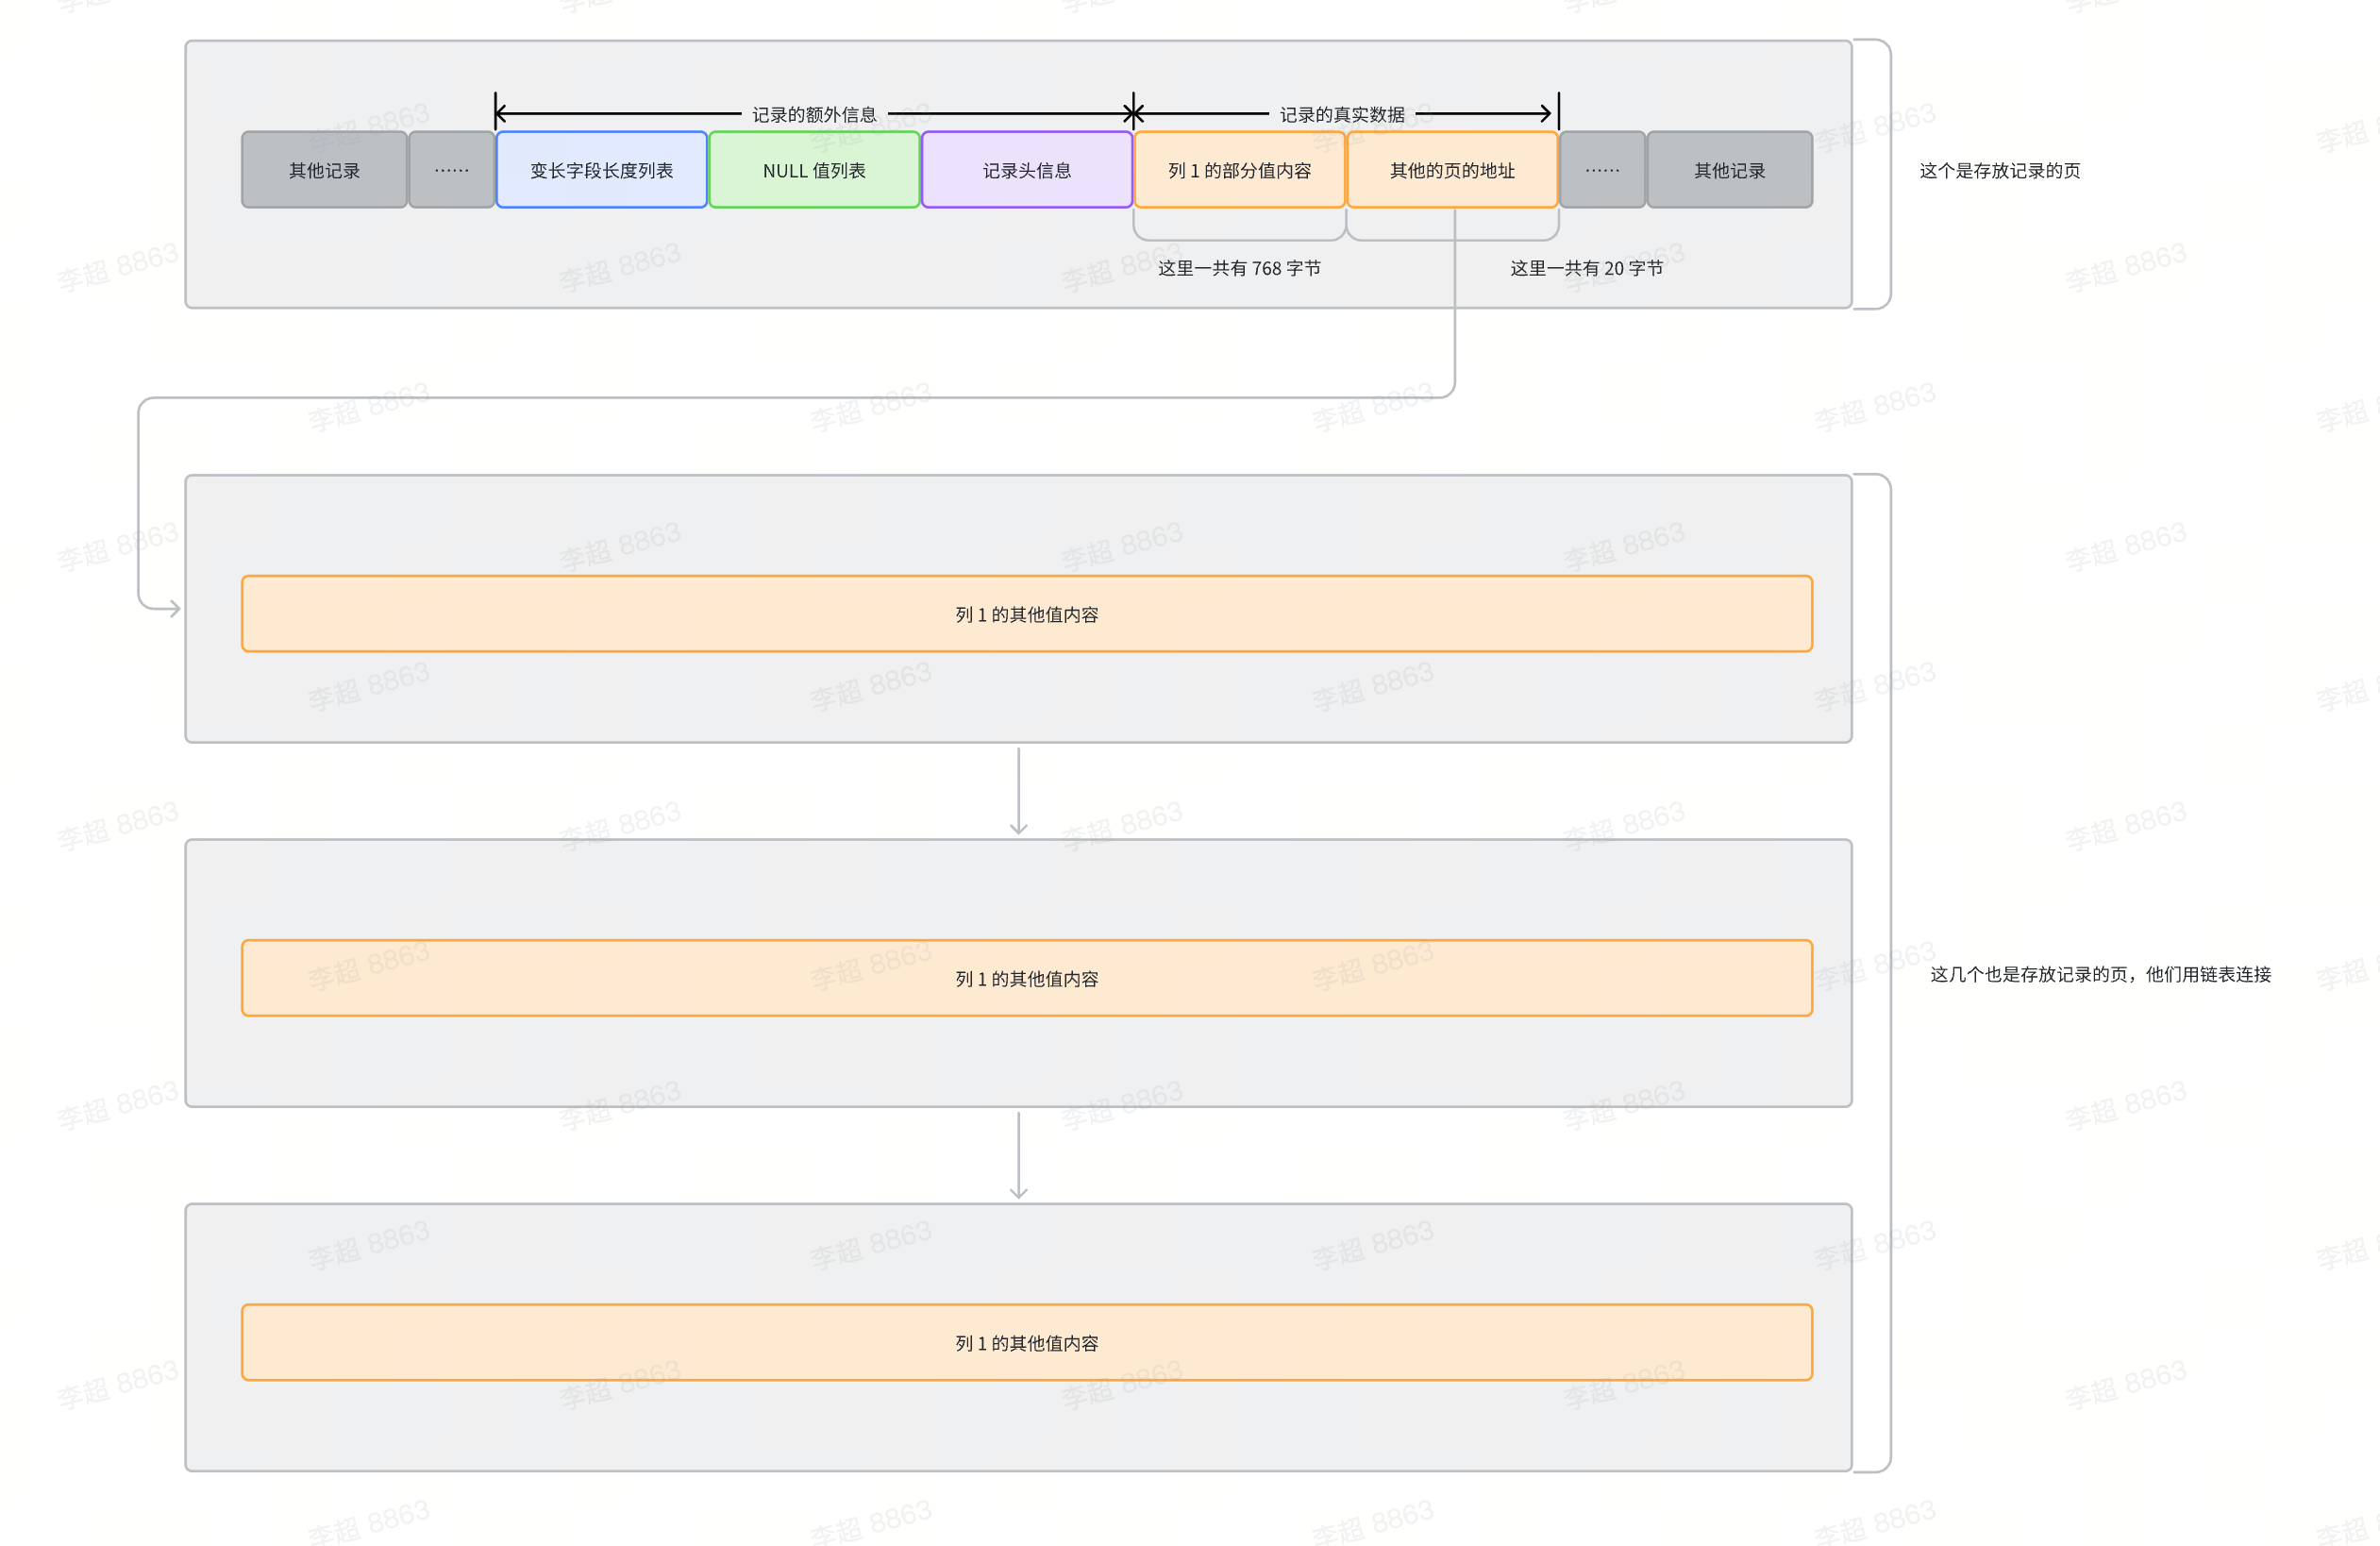 记录的额外信息
记录的真实数据
其他记录
······
变长字段长度列表
NULL 值列表
记录头信息
列 1 的部分值内容
其他的页的地址
······
其他记录
这个是存放记录的页
这里一共有 768 字节
这里一共有 20 字节
列 1 的其他值内容
列 1 的其他值内容
这几个也是存放记录的页，他们用链表连接
列 1 的其他值内容
李超 8863